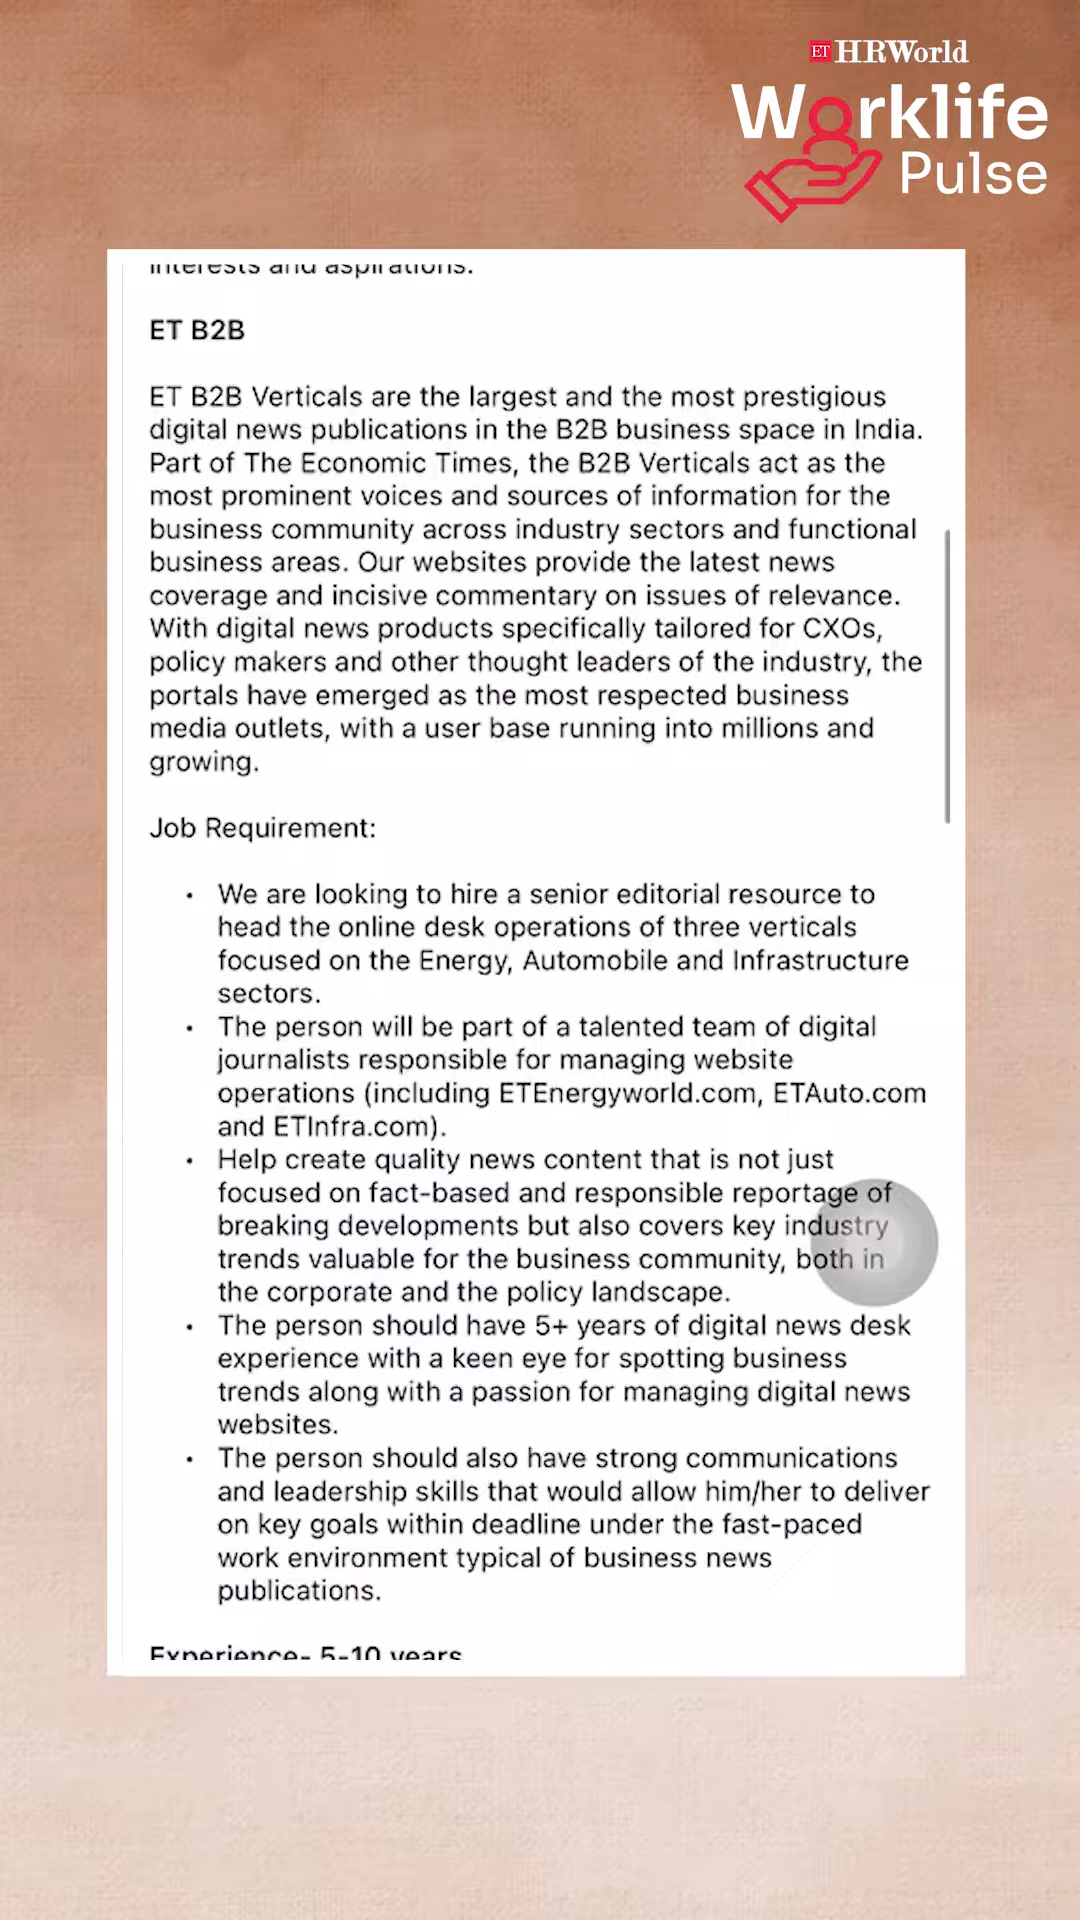 ET HRWorld
Worklife
Pulse
interests and aspirations.
ET B2B
ET B2B Verticals are the largest and the most prestigious
digital news publications in the B2B business space in India.
Part of The Economic Times, the B2B Verticals act as the
most prominent voices and sources of information for the
business community across industry sectors and functional
business areas. Our websites provide the latest news
coverage and incisive commentary on issues of relevance.
With digital news products specifically tailored for CXOs,
policy makers and other thought leaders of the industry, the
portals have emerged as the most respected business
media outlets, with a user base running into millions and
growing.
Job Requirement:
• We are looking to hire a senior editorial resource to
head the online desk operations of three verticals
focused on the Energy, Automobile and Infrastructure
sectors.
• The person will be part of a talented team of digital
journalists responsible for managing website
operations (including ETEnergyworld.com, ETAuto.com
and ETInfra.com).
• Help create quality news content that is not just
focused on fact-based and responsible reportage of
breaking developments but also covers key industry
trends valuable for the business community, both in
the corporate and the policy landscape.
• The person should have 5+ years of digital news desk
experience with a keen eye for spotting business
trends along with a passion for managing digital news
websites.
• The person should also have strong communications
and leadership skills that would allow him/her to deliver
on key goals within deadline under the fast-paced
work environment typical of business news
publications.
Experience- 5-10 years